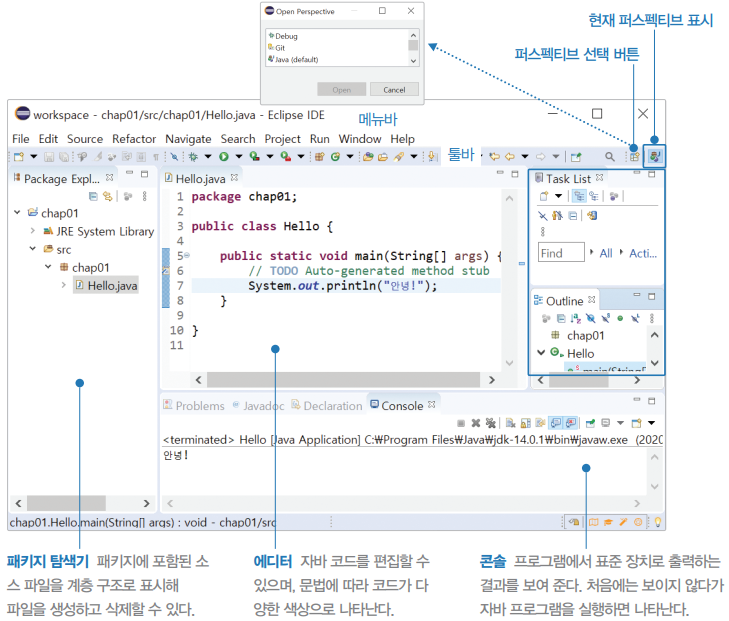 Open Perspective
현재 퍼스펙티브 표시
Debug
Git
Java (default)
퍼스펙티브 선택 버튼
Open
Cancel
workspace - chap01/src/chap01/Hello.java - Eclipse IDE
메뉴바
File Edit Source Refactor Navigate Search Project Run Window Help
툴바
Package Expl...
Hello.java
Task List
chap01
JRE System Library
src
chap01
Hello.java
1 package chap01;
2
3 public class Hello {
4
5 public static void main(String[] args) {
6 // TODO Auto-generated method stub
7 System.out.println("안녕!");
8 }
9
10 }
11
Find
All
Acti...
Outline
chap01
Hello
Problems Javadoc Declaration Console
<terminated> Hello [Java Application] C:₩Program Files₩Java₩jdk-14.0.1₩bin₩javaw.exe (2020
안녕!
chap01.Hello.main(String[] args) : void - chap01/src
패키지 탐색기 패키지에 포함된 소
스 파일을 계층 구조로 표시해
파일을 생성하고 삭제할 수 있다.
에디터 자바 코드를 편집할 수
있으며, 문법에 따라 코드가 다
양한 색상으로 나타난다.
콘솔 프로그램에서 표준 장치로 출력하는
결과를 보여 준다. 처음에는 보이지 않다가
자바 프로그램을 실행하면 나타난다.